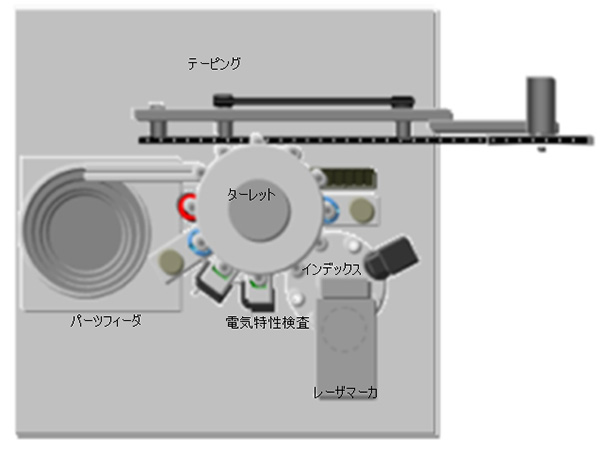 テーピング
ターレット
インデックス
パーツフィーダ
電気特性検査
レーザマーカ